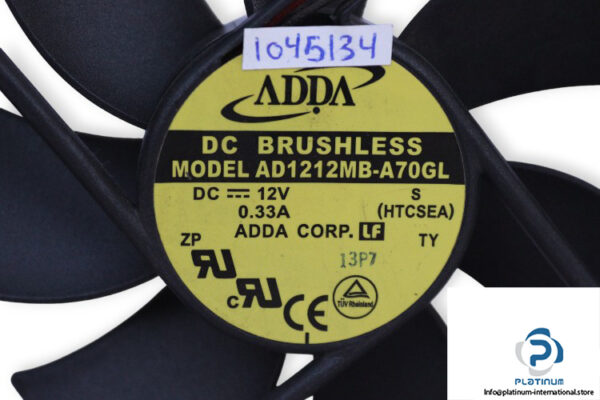 1045134
ADDA
DC BRUSHLESS
MODEL AD1212MB-A70GL
DC 12V S
0.33A (HTCSEA)
ADDA CORP. LF
ZP TY
13P7
c
CE
TÜV Rheinland
PLATINUM
Info@platinum-international.store